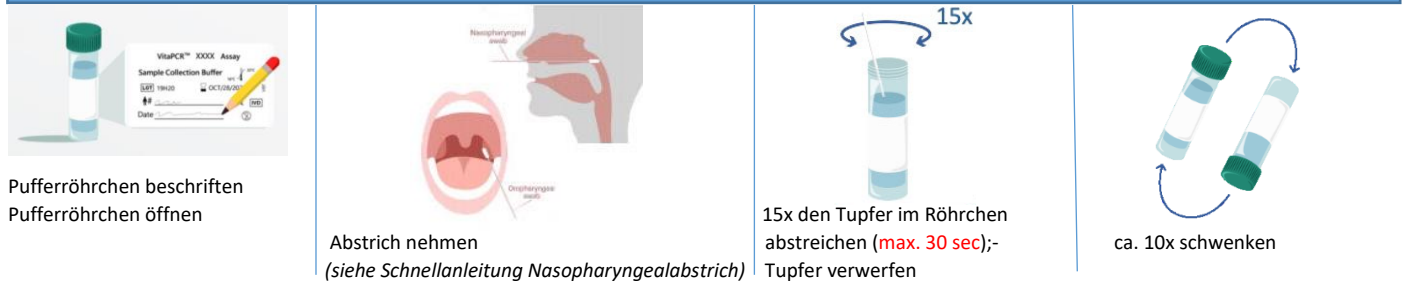 VitaPCR™ XXXX Assay
Sample Collection Buffer
LOT 19H20 OCT/28/20
IVD
Date
Pufferröhrchen beschriften
Pufferröhrchen öffnen
Nasopharyngeal
swab
Oropharyngeal
swab
Abstrich nehmen
(siehe Schnellanleitung Nasopharyngealabstrich)
15x
15x den Tupfer im Röhrchen
abstreichen (max. 30 sec);-
Tupfer verwerfen
ca. 10x schwenken